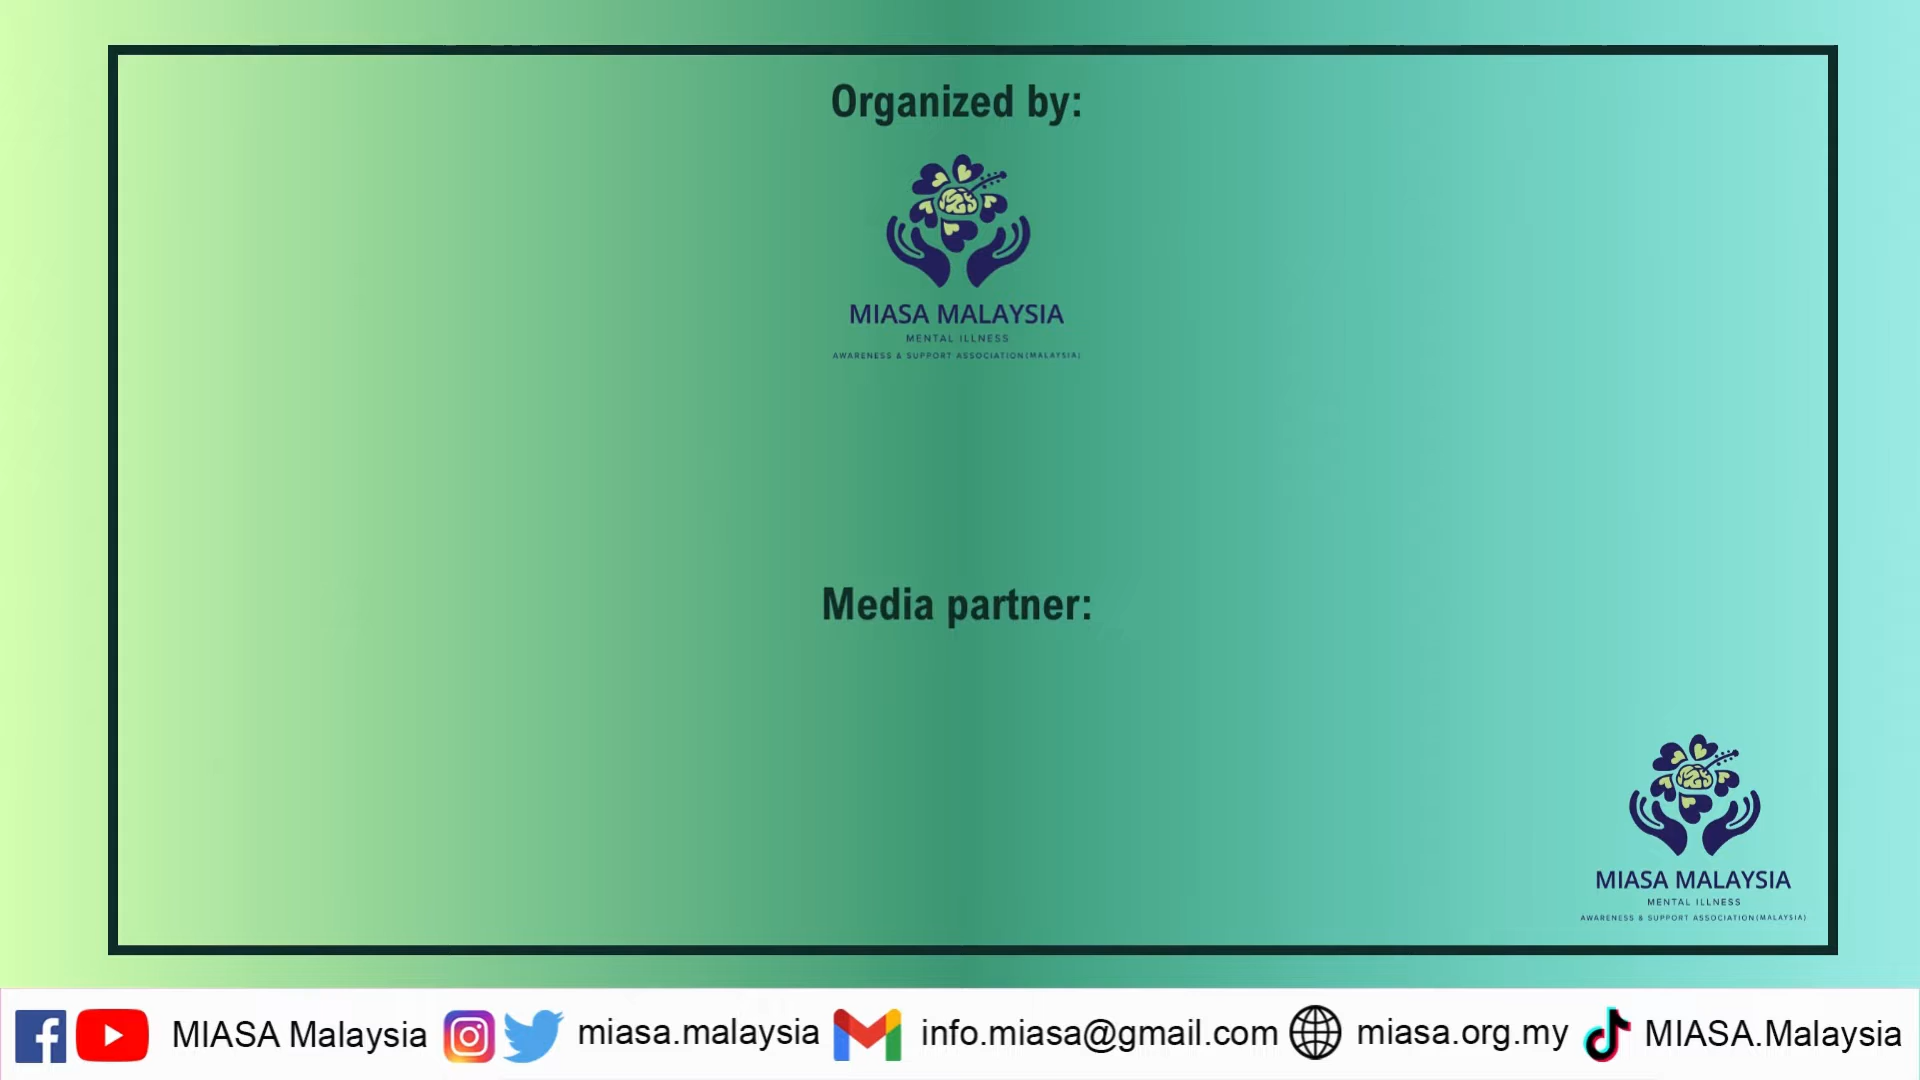 Organized by:
MIASA MALAYSIA
MENTAL ILLNESS
AWARENESS & SUPPORT ASSOCIATION(MALAYSIA)
Media partner:
MIASA MALAYSIA
MENTAL ILLNESS
AWARENESS & SUPPORT ASSOCIATION(MALAYSIA)
MIASA Malaysia miasa.malaysia info.miasa@gmail.com miasa.org.my MIASA.Malaysia